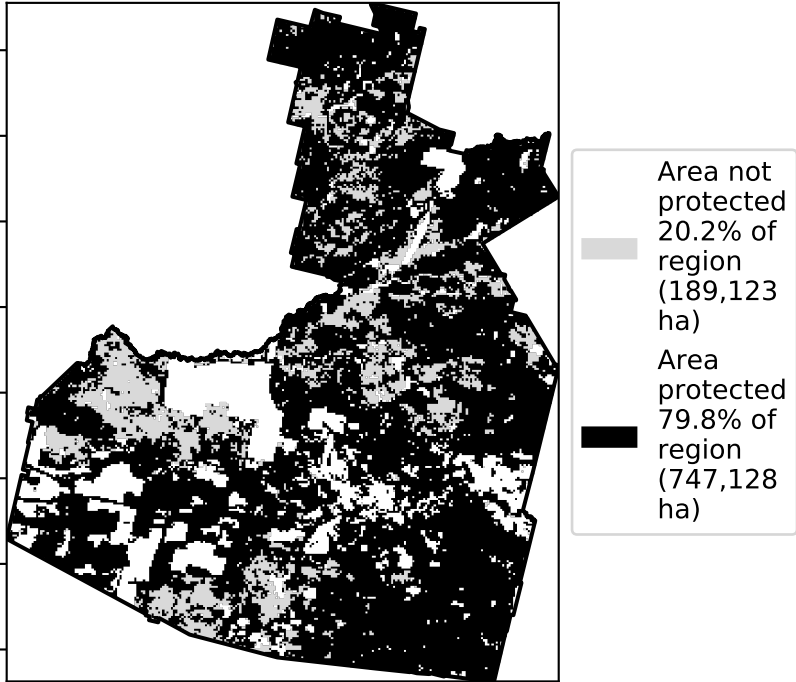 Area not
protected
20.2% of
region
(189,123
ha)
Area
protected
79.8% of
region
(747,128
ha)